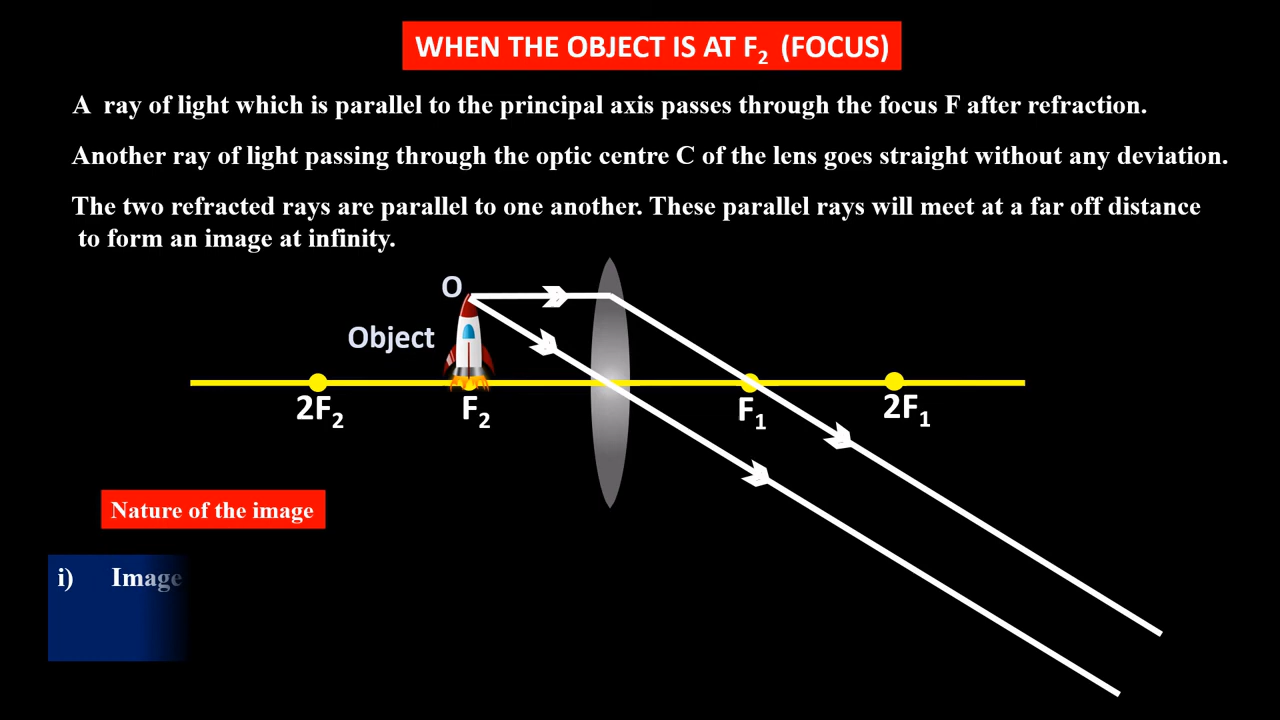 WHEN THE OBJECT IS AT F₂ (FOCUS)
A ray of light which is parallel to the principal axis passes through the focus F after refraction.
Another ray of light passing through the optic centre C of the lens goes straight without any deviation.
The two refracted rays are parallel to one another. These parallel rays will meet at a far off distance
to form an image at infinity.
O
Object
2F₂
F₂
F₁
2F₁
Nature of the image
i) Image